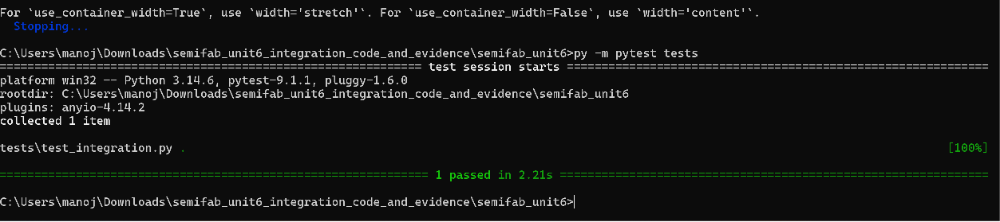 For `use_container_width=True`, use `width='stretch'`. For `use_container_width=False`, use `width='content'`.
  Stopping...
C:\Users\manoj\Downloads\semifab_unit6_integration_code_and_evidence\semifab_unit6>py -m pytest tests
============================================================= test session starts =============================================================
platform win32 -- Python 3.14.6, pytest-9.1.1, pluggy-1.6.0
rootdir: C:\Users\manoj\Downloads\semifab_unit6_integration_code_and_evidence\semifab_unit6
plugins: anyio-4.14.2
collected 1 item
tests\test_integration.py . [100%]
============================================================== 1 passed in 2.21s ==============================================================
C:\Users\manoj\Downloads\semifab_unit6_integration_code_and_evidence\semifab_unit6>